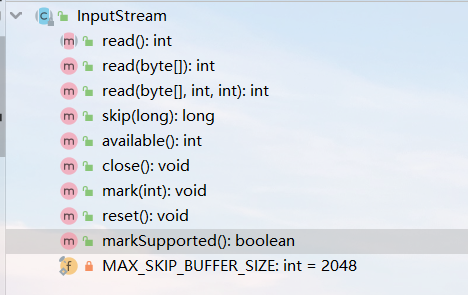 InputStream
read(): int
read(byte[]): int
read(byte[], int, int): int
skip(long): long
available(): int
close(): void
mark(int): void
reset(): void
markSupported(): boolean
MAX_SKIP_BUFFER_SIZE: int = 2048